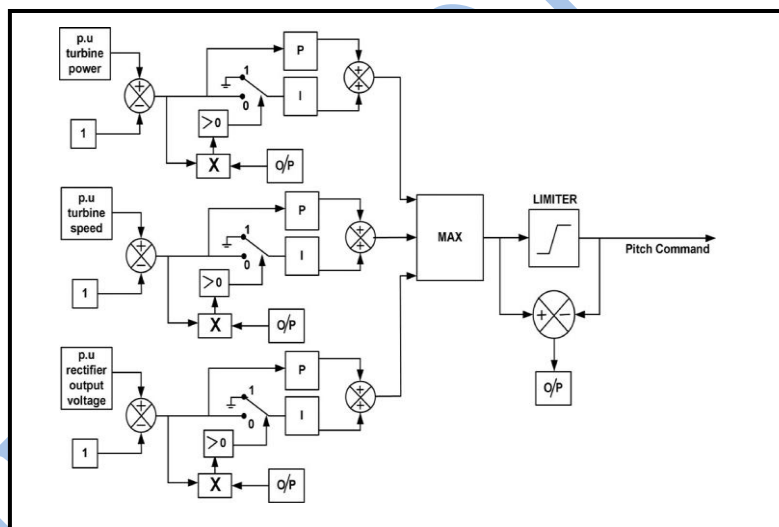 p.u
turbine
power
1
1
0
>0
X
O/P
P
I
p.u
turbine
speed
1
1
0
>0
X
O/P
P
I
p.u
rectifier
output
voltage
1
1
0
>0
X
O/P
P
I
MAX
LIMITER
Pitch Command
O/P